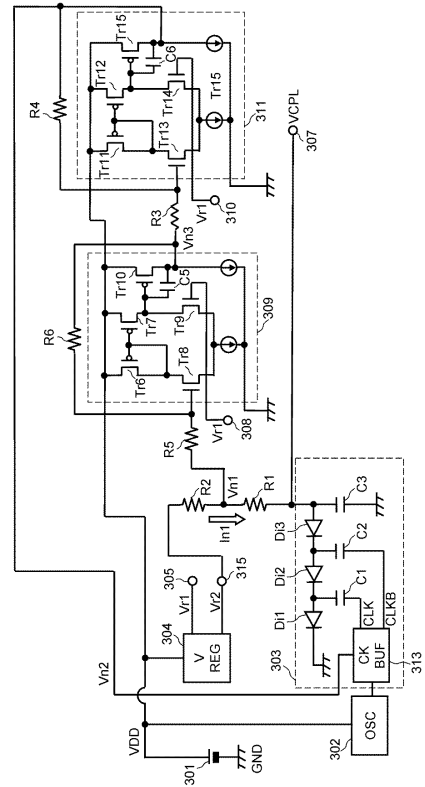 R4
Tr15
Tr12
C6
Tr15
Tr14
Tr13
Tr11
311
VCPL
307
R3
Vr1
310
Vn3
Tr10
C5
R6
Tr7
Tr9
Tr6
Tr8
309
R5
Vr1
308
R2
Vn1
R1
In1
305
315
Vr1
Vr2
304
V
REG
Di3
C3
Di2
C2
Di1
C1
CLK
CLKB
303
CK
BUF
313
Vn2
VDD
301
GND
OSC
302